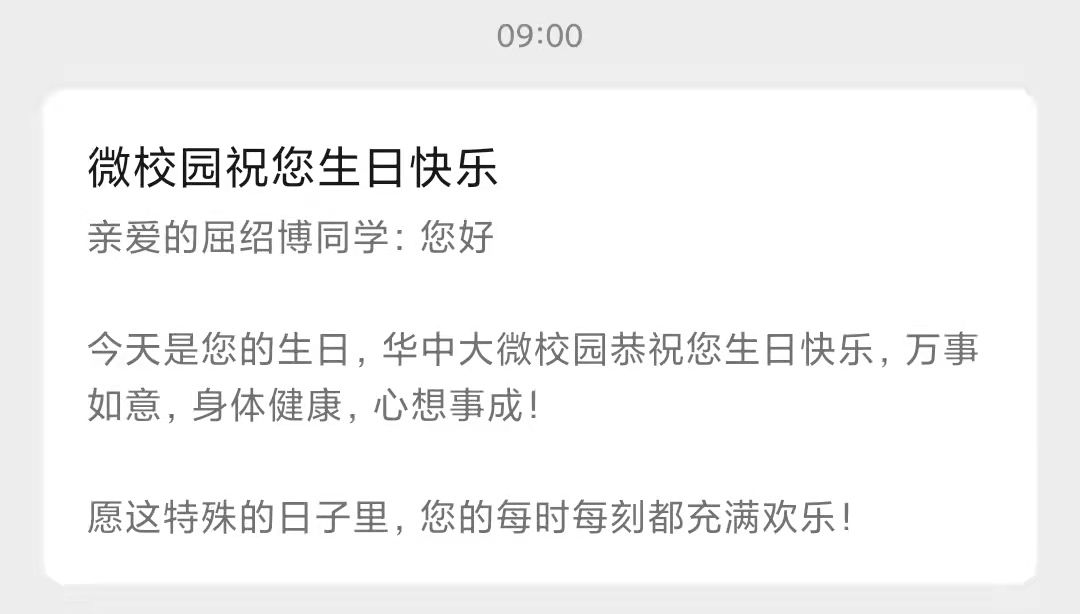 09:00
微校园祝您生日快乐
亲爱的屈绍博同学：您好
今天是您的生日，华中大微校园恭祝您生日快乐，万事
如意，身体健康，心想事成！
愿这特殊的日子里，您的每时每刻都充满欢乐！